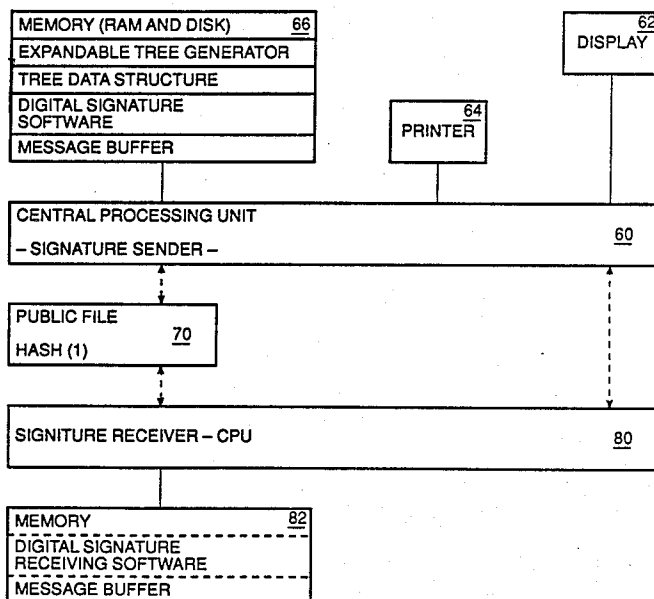 MEMORY (RAM AND DISK) 66
EXPANDABLE TREE GENERATOR
TREE DATA STRUCTURE
DIGITAL SIGNATURE
SOFTWARE
MESSAGE BUFFER
62
DISPLAY
64
PRINTER
CENTRAL PROCESSING UNIT
– SIGNATURE SENDER –
60
PUBLIC FILE
70
HASH (1)
SIGNITURE RECEIVER – CPU
80
MEMORY 82
DIGITAL SIGNATURE
RECEIVING SOFTWARE
MESSAGE BUFFER